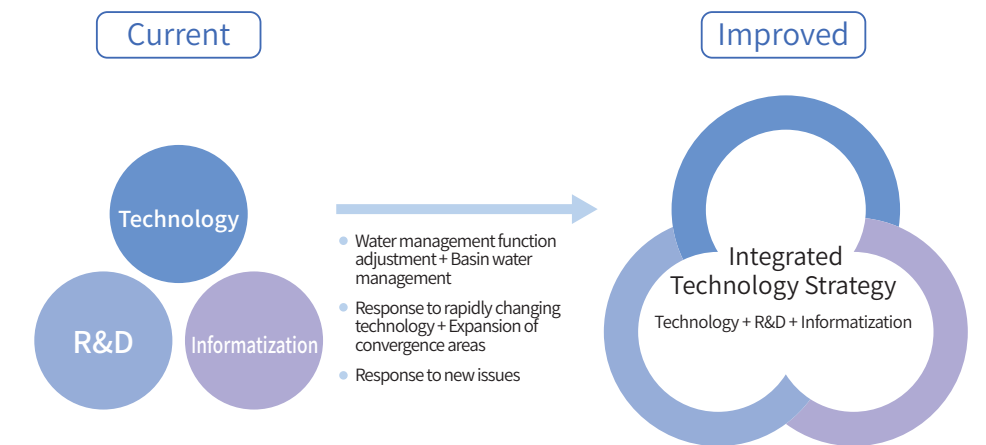 Current
Improved
Technology
R&D
Informatization
Water management function
adjustment + Basin water
management
Response to rapidly changing
technology + Expansion of
convergence areas
Response to new issues
Integrated
Technology Strategy
Technology + R&D + Informatization